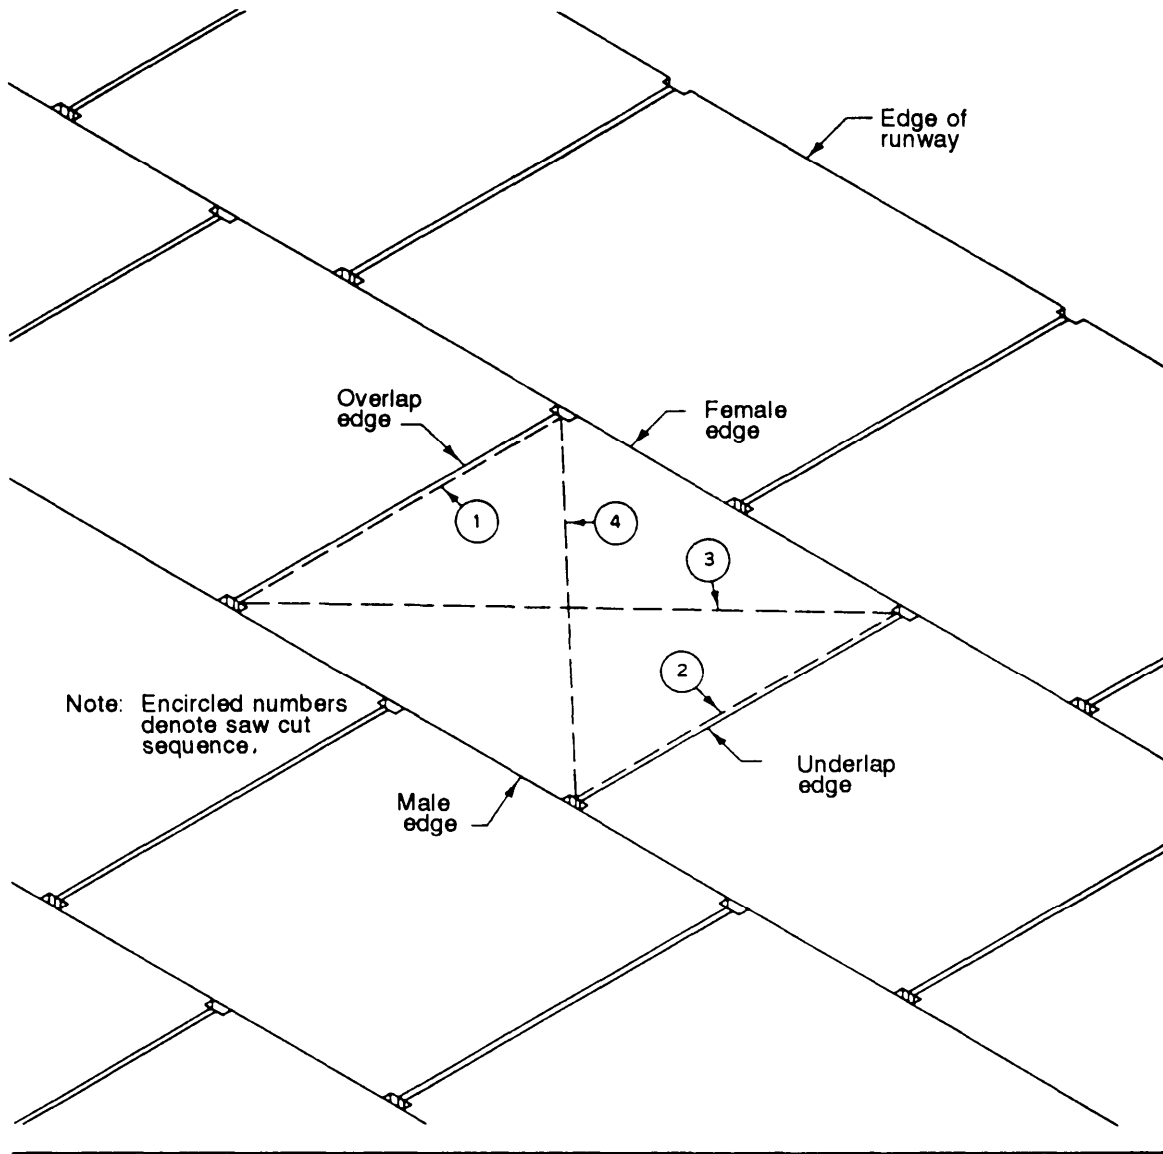 Edge of
runway
Overlap
edge
Female
edge
1
4
3
2
Note: Encircled numbers
denote saw cut
sequence.
Underlap
edge
Male
edge